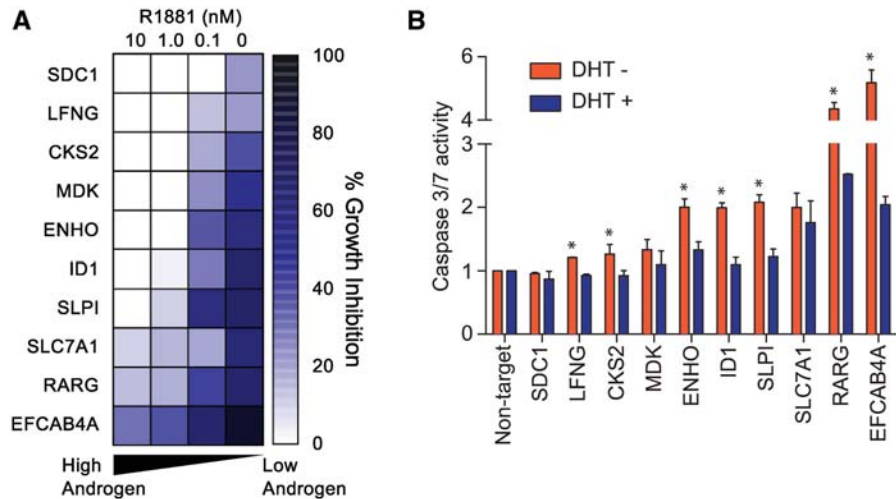 A
R1881 (nM)
10 1.0 0.1 0
SDC1
LFNG
CKS2
MDK
ENHO
ID1
SLPI
SLC7A1
RARG
EFCAB4A
High Androgen
Low Androgen
100
80
60
40
20
0
% Growth Inhibition
B
DHT -
DHT +
Caspase 3/7 activity
6
4
3
2
1
0
* * * * * * *
Non-target
SDC1
LFNG
CKS2
MDK
ENHO
ID1
SLPI
SLC7A1
RARG
EFCAB4A